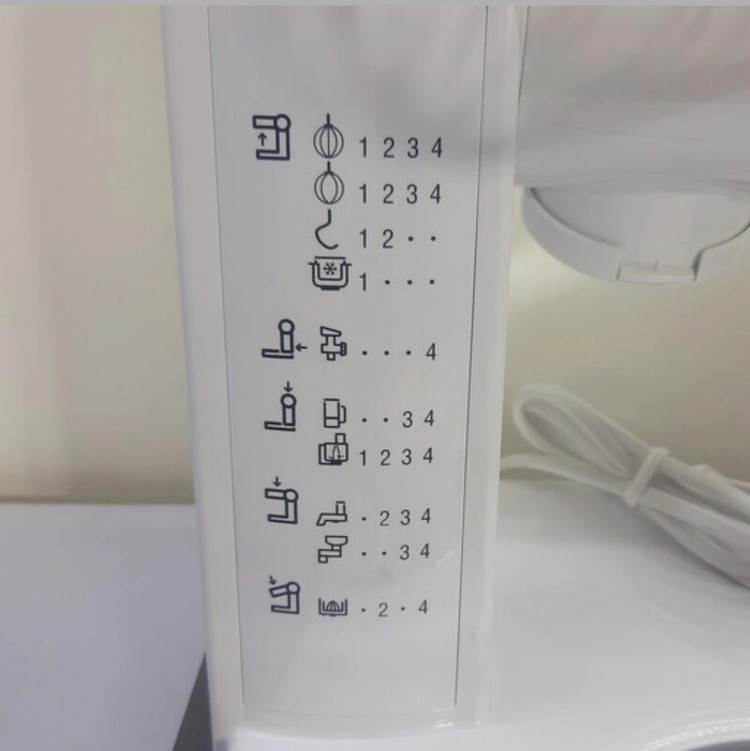 1 2 3 4
1 2 3 4
1 2 · ·
1 · · ·
· · · 4
· · 3 4
1 2 3 4
· 2 3 4
· · 3 4
· 2 · 4